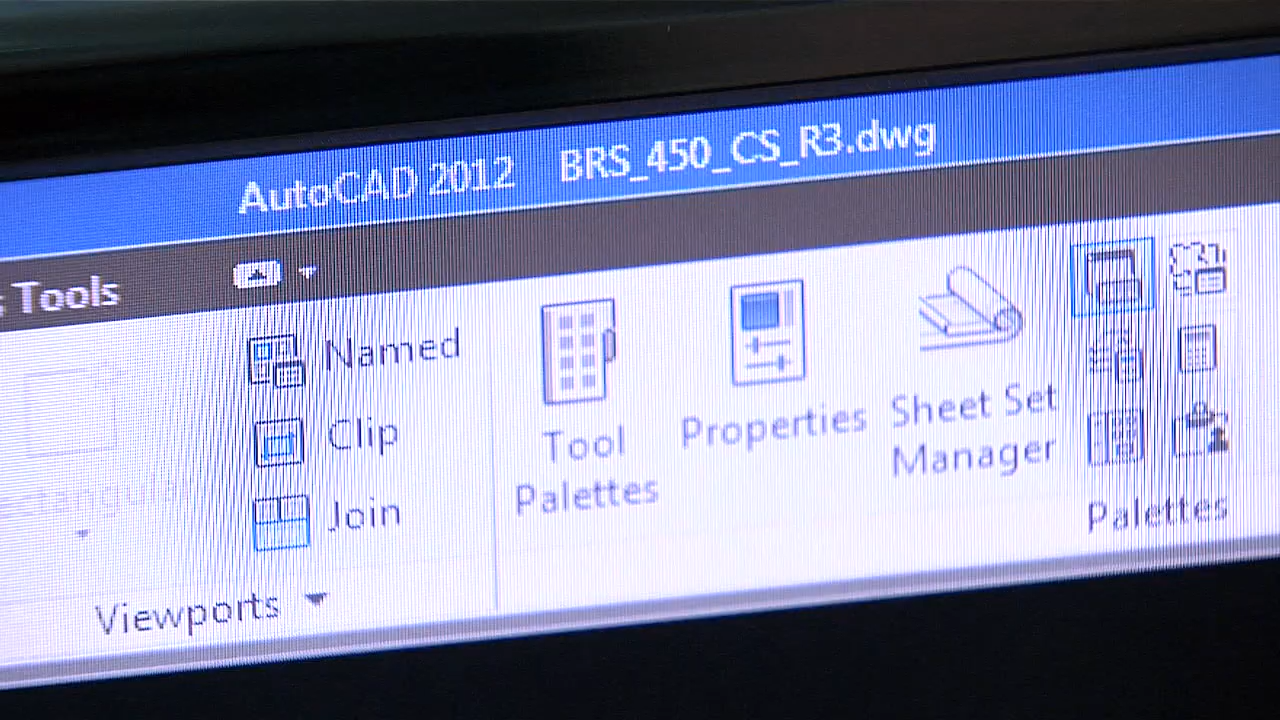 AutoCAD 2012 BRS_450_CS_R3.dwg
Tools
Named
Clip
Join
Viewports
Tool
Palettes
Properties
Sheet Set
Manager
Palettes